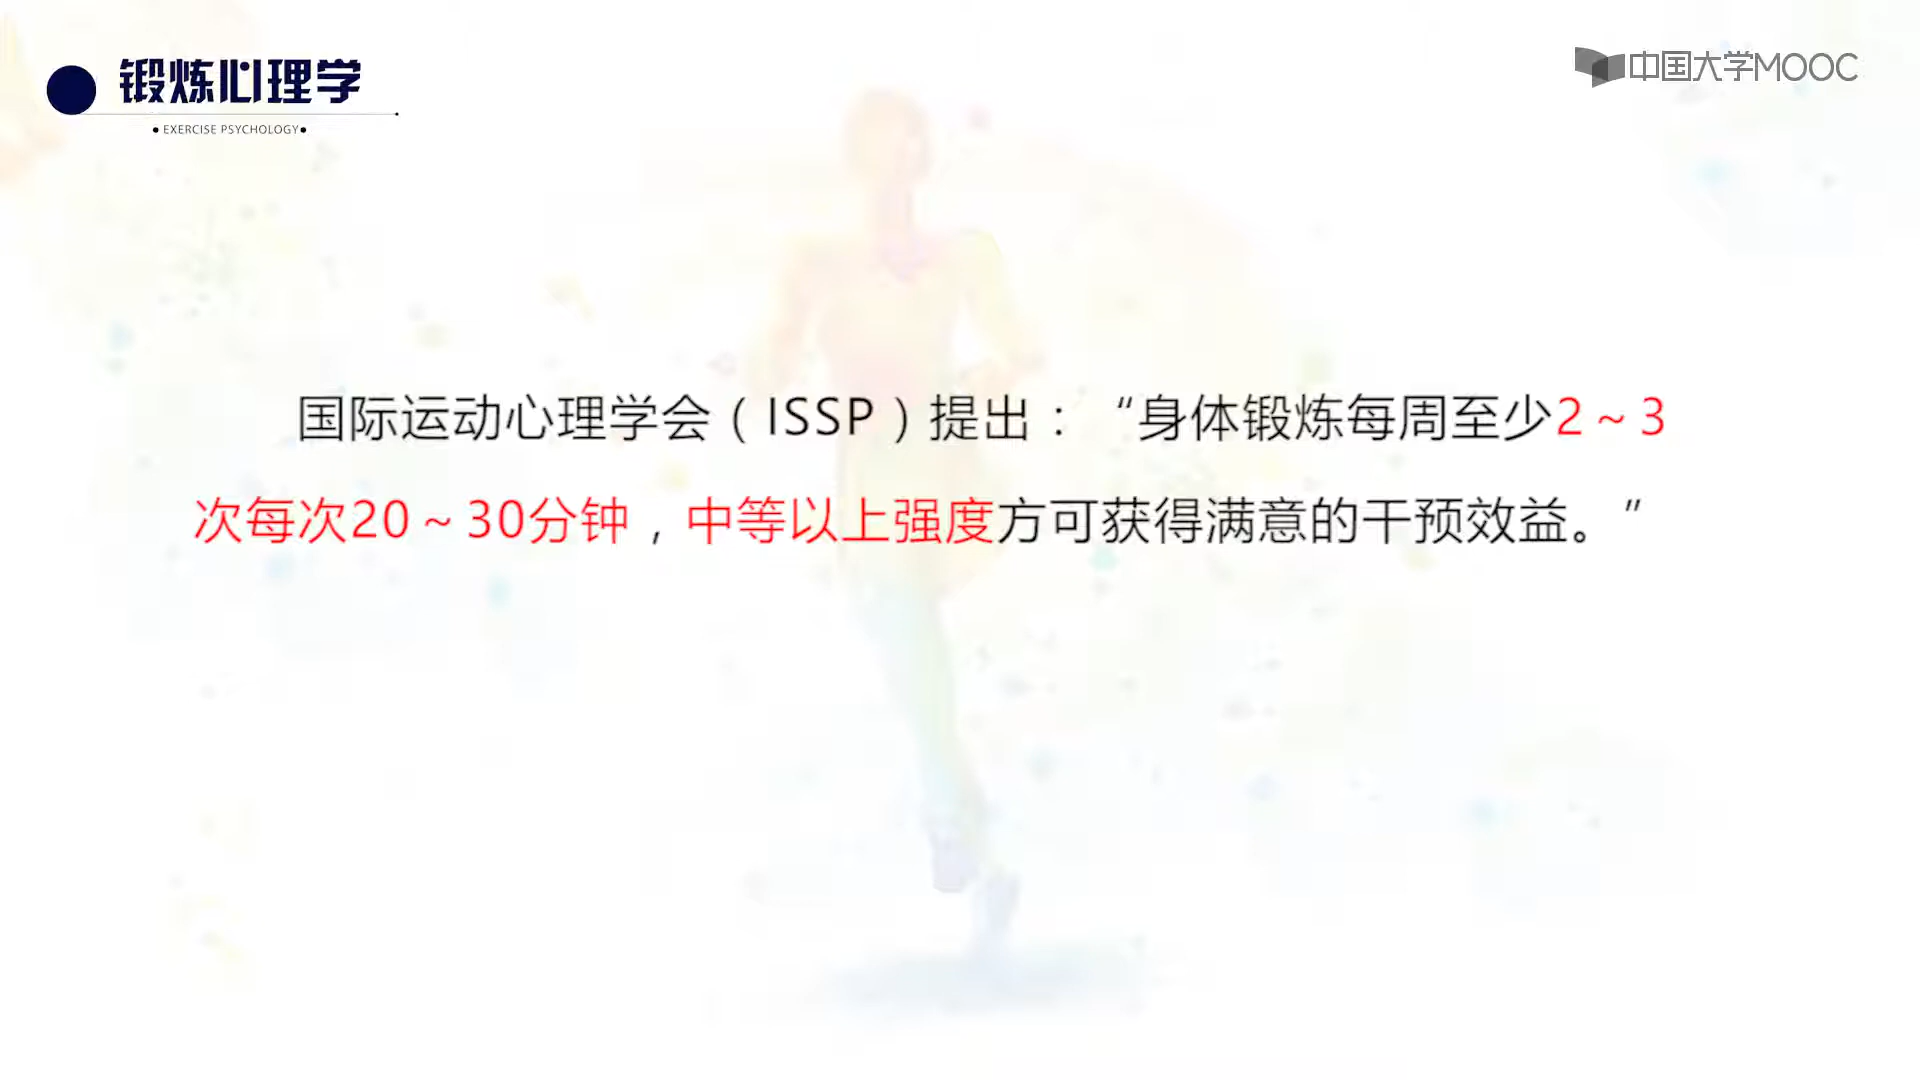 锻炼心理学
EXERCISE PSYCHOLOGY
中国大学MOOC
国际运动心理学会（ISSP）提出：“身体锻炼每周至少2～3
次每次20～30分钟，中等以上强度方可获得满意的干预效益。”